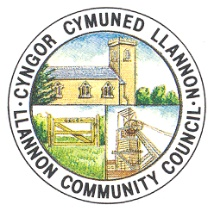 · CYNGOR CYMUNED LLANNON ·
LLANNON COMMUNITY COUNCIL